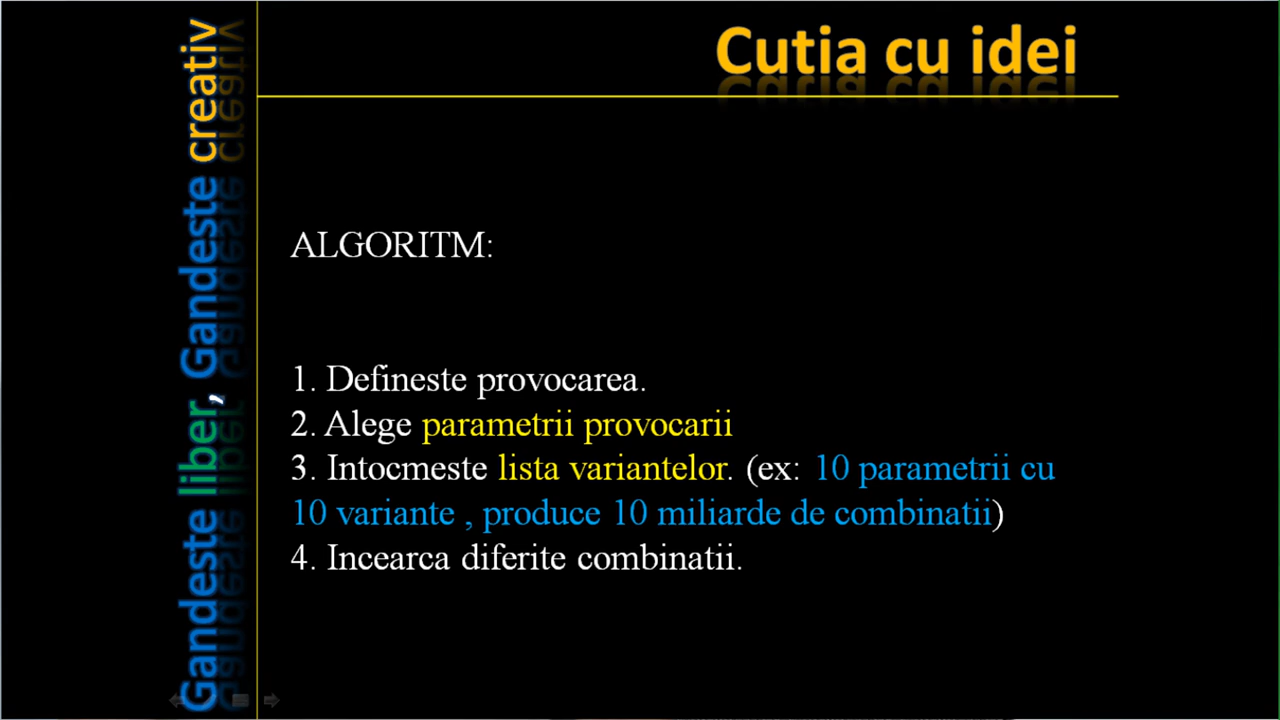 Cutia cu idei
Gandeste liber, Gandeste creativ
ALGORITM:
1. Defineste provocarea.
2. Alege parametrii provocarii
3. Intocmeste lista variantelor. (ex: 10 parametrii cu
10 variante , produce 10 miliarde de combinatii)
4. Incearca diferite combinatii.